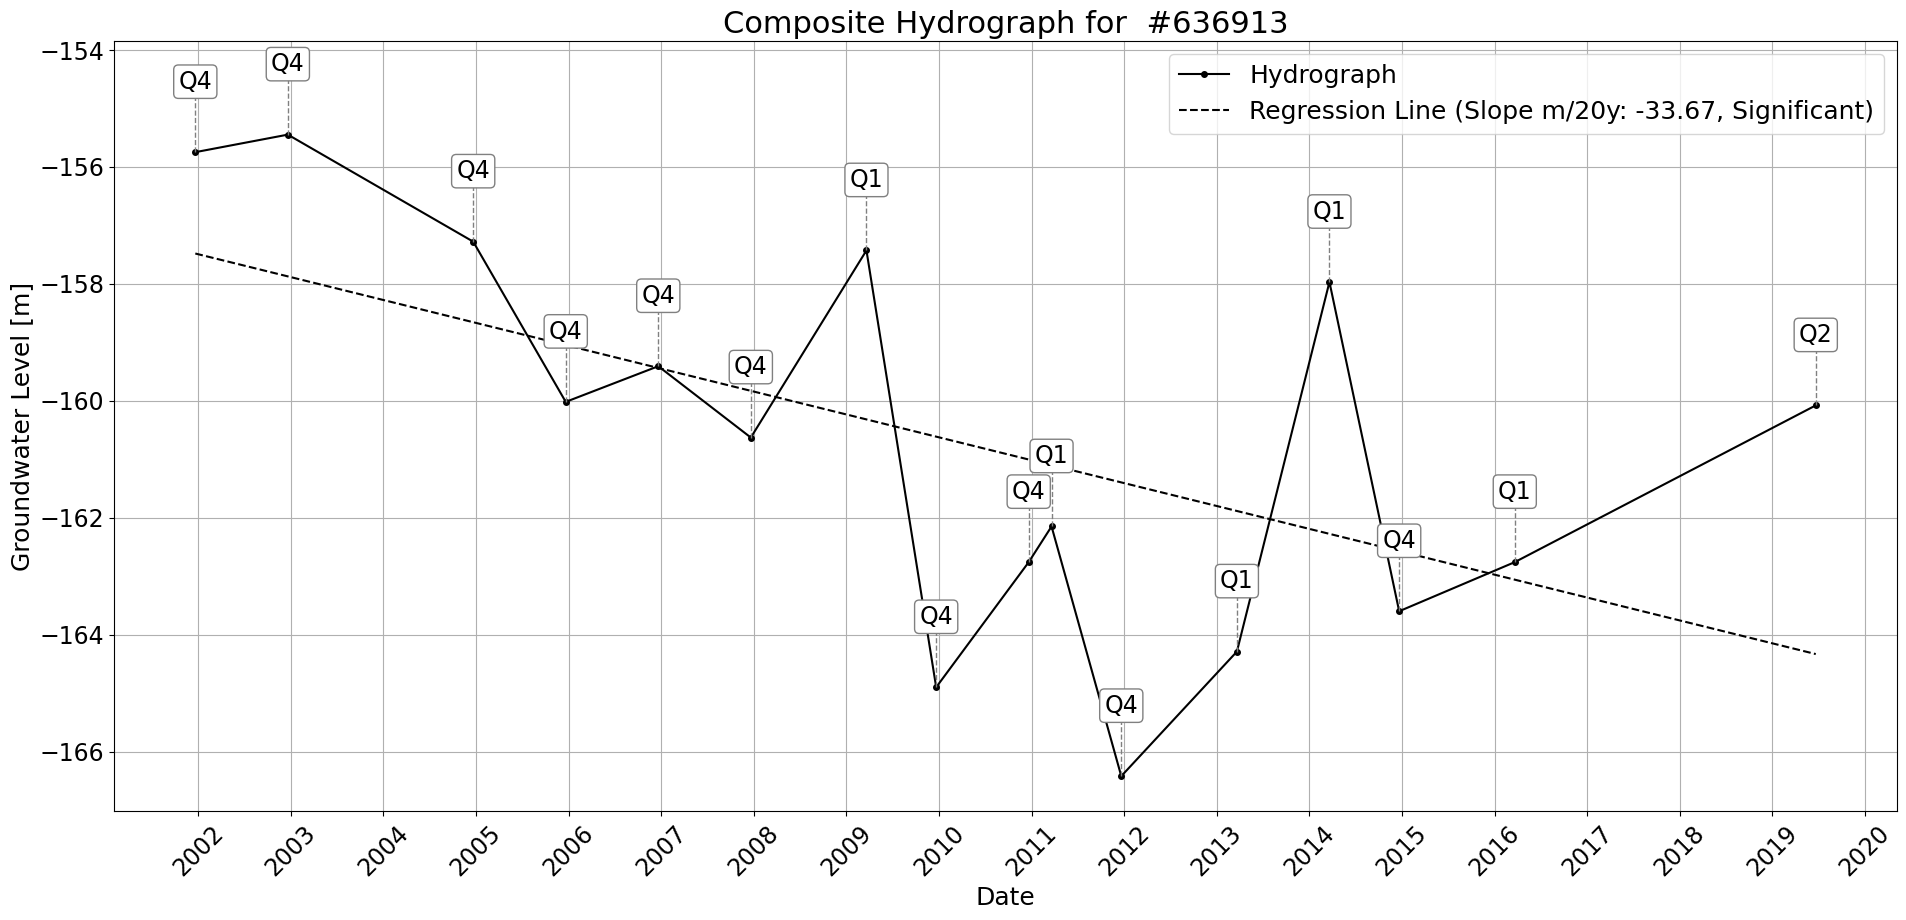 Composite Hydrograph for  #636913
Hydrograph
Regression Line (Slope m/20y: -33.67, Significant)
Groundwater Level [m]
−154
−156
−158
−160
−162
−164
−166
Q4
Q4
Q4
Q4
Q4
Q4
Q1
Q4
Q4
Q1
Q4
Q1
Q1
Q4
Q1
Q2
2002
2003
2004
2005
2006
2007
2008
2009
2010
2011
2012
2013
2014
2015
2016
2017
2018
2019
2020
Date